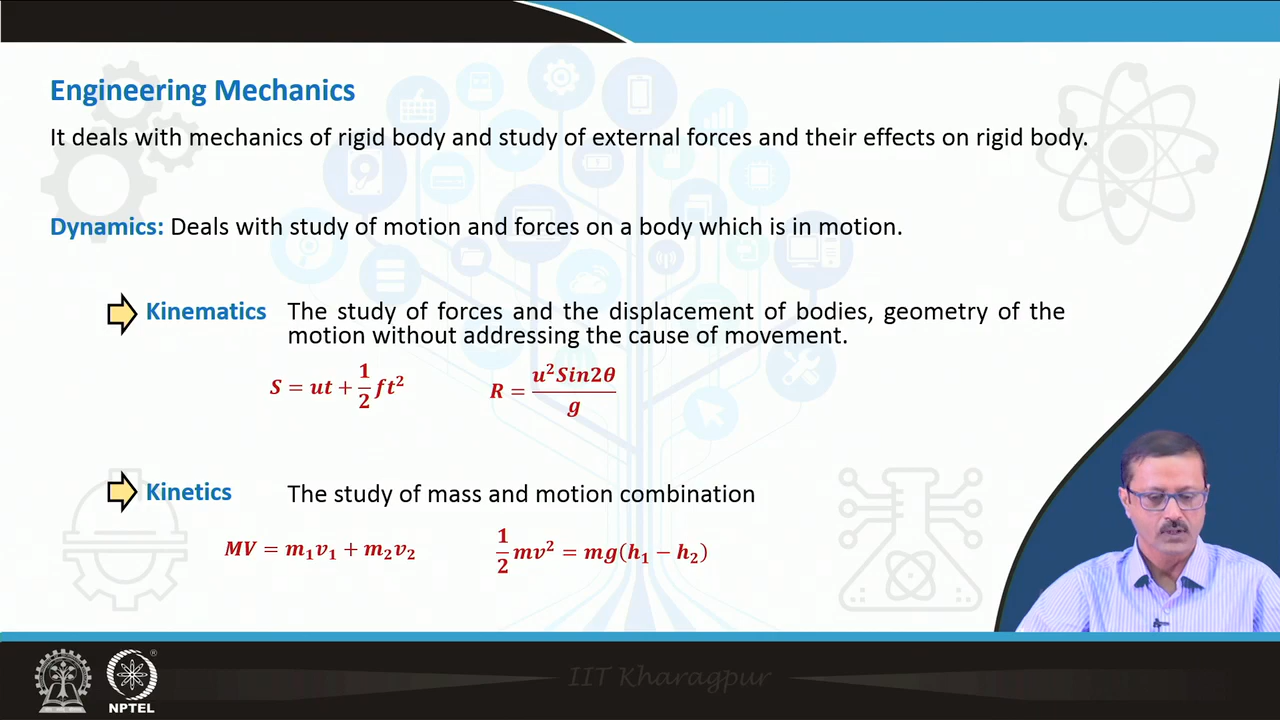 Engineering Mechanics
It deals with mechanics of rigid body and study of external forces and their effects on rigid body.
Dynamics: Deals with study of motion and forces on a body which is in motion.
Kinematics The study of forces and the displacement of bodies, geometry of the
motion without addressing the cause of movement.
S = ut + 1/2 ft² R = u²Sin2θ/g
Kinetics The study of mass and motion combination
MV = m₁v₁ + m₂v₂ 1/2 mv² = mg(h₁ − h₂)
IIT Kharagpur
NPTEL